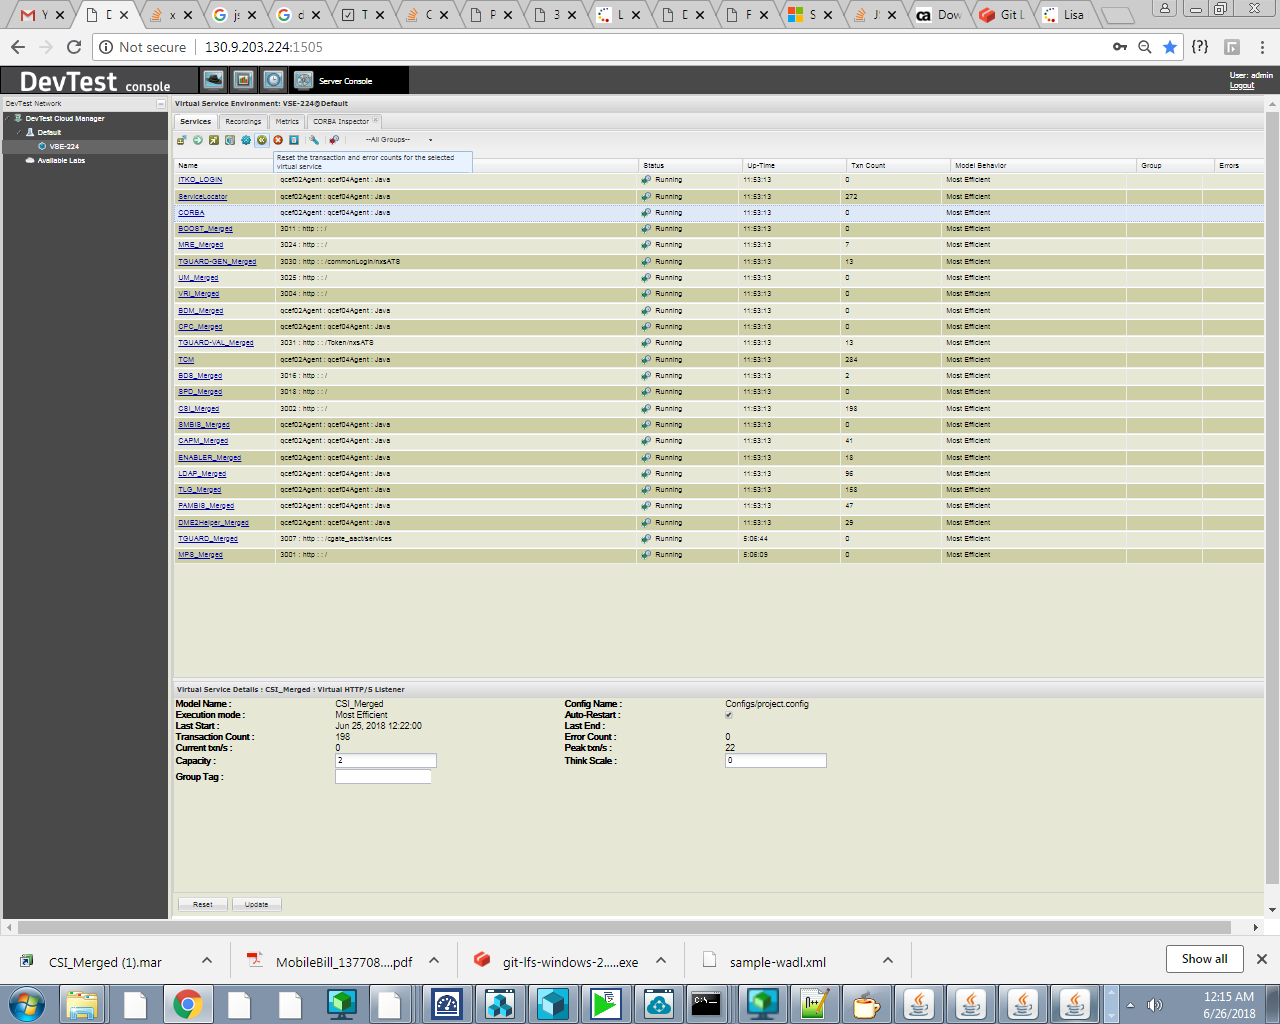 Y
D
x
js
d
T
C
P
3
L
D
F
S
JS
Dow
Git L
Lisa
Not secure
130.9.203.224:1505
{?}
DevTest console
Server Console
User: admin
Logout
DevTest Network
DevTest Cloud Manager
Default
VSE-224
Available Labs
Virtual Service Environment: VSE-224@Default
Services Recordings Metrics CORBA Inspector
--All Groups--
Reset the transaction and error counts for the selected
virtual service
Name Status Up-Time Txn Count Model Behavior Group Errors
ITKO_LOGIN qcef02Agent : qcef04Agent : Java Running 11:53:13 0 Most Efficient
ServiceLocator qcef02Agent : qcef04Agent : Java Running 11:53:13 272 Most Efficient
CORBA qcef02Agent : qcef04Agent : Java Running 11:53:13 0 Most Efficient
BOOST_Merged 3011 : http : : / Running 11:53:13 0 Most Efficient
MRE_Merged 3024 : http : : / Running 11:53:13 7 Most Efficient
TGUARD-GEN_Merged 3030 : http : : /commonLogin/nxsATS Running 11:53:13 13 Most Efficient
UM_Merged 3025 : http : : / Running 11:53:13 0 Most Efficient
VRI_Merged 3004 : http : : / Running 11:53:13 0 Most Efficient
BDM_Merged qcef02Agent : qcef04Agent : Java Running 11:53:13 0 Most Efficient
CPC_Merged qcef02Agent : qcef04Agent : Java Running 11:53:13 0 Most Efficient
TGUARD-VAL_Merged 3031 : http : : /Token/nxsATS Running 11:53:13 13 Most Efficient
TCM qcef02Agent : qcef04Agent : Java Running 11:53:13 284 Most Efficient
BDS_Merged 3016 : http : : / Running 11:53:13 2 Most Efficient
SPD_Merged 3018 : http : : / Running 11:53:13 0 Most Efficient
CSI_Merged 3002 : http : : / Running 11:53:13 198 Most Efficient
SMBIS_Merged qcef02Agent : qcef04Agent : Java Running 11:53:13 0 Most Efficient
CAPM_Merged qcef02Agent : qcef04Agent : Java Running 11:53:13 41 Most Efficient
ENABLER_Merged qcef02Agent : qcef04Agent : Java Running 11:53:13 18 Most Efficient
LDAP_Merged qcef02Agent : qcef04Agent : Java Running 11:53:13 96 Most Efficient
TLG_Merged qcef02Agent : qcef04Agent : Java Running 11:53:13 158 Most Efficient
PAMBIS_Merged qcef02Agent : qcef04Agent : Java Running 11:53:13 47 Most Efficient
DME2Helper_Merged qcef02Agent : qcef04Agent : Java Running 11:53:13 29 Most Efficient
TGUARD_Merged 3007 : http : : /cgate_aact/services Running 5:06:44 0 Most Efficient
MPS_Merged 3001 : http : : / Running 5:06:09 0 Most Efficient
Virtual Service Details : CSI_Merged : Virtual HTTP/S Listener
Model Name : CSI_Merged Config Name : Configs/project.config
Execution mode : Most Efficient Auto-Restart :
Last Start : Jun 25, 2018 12:22:00 Last End :
Transaction Count : 198 Error Count : 0
Current txn/s : 0 Peak txn/s : 22
Capacity : 2 Think Scale : 0
Group Tag :
Reset Update
CSI_Merged (1).mar
MobileBill_137708....pdf
git-lfs-windows-2.....exe
sample-wadl.xml
Show all
12:15 AM
6/26/2018